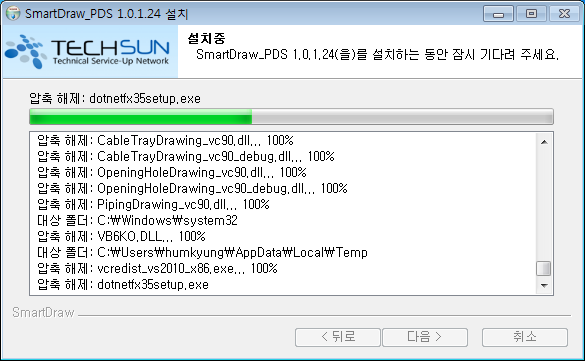 SmartDraw_PDS 1.0.1.24 설치
TECHSUN
Technical Service-Up Network
설치중
SmartDraw_PDS 1.0.1.24(을)를 설치하는 동안 잠시 기다려 주세요.
압축 해제: dotnetfx35setup.exe
압축 해제: CableTrayDrawing_vc90.dll... 100%
압축 해제: CableTrayDrawing_vc90_debug.dll... 100%
압축 해제: OpeningHoleDrawing_vc90.dll... 100%
압축 해제: OpeningHoleDrawing_vc90_debug.dll... 100%
압축 해제: PipingDrawing_vc90.dll... 100%
대상 폴더: C:₩Windows₩system32
압축 해제: VB6KO.DLL... 100%
대상 폴더: C:₩Users₩humkyung₩AppData₩Local₩Temp
압축 해제: vcredist_vs2010_x86.exe... 100%
압축 해제: dotnetfx35setup.exe
SmartDraw
< 뒤로
다음 >
취소